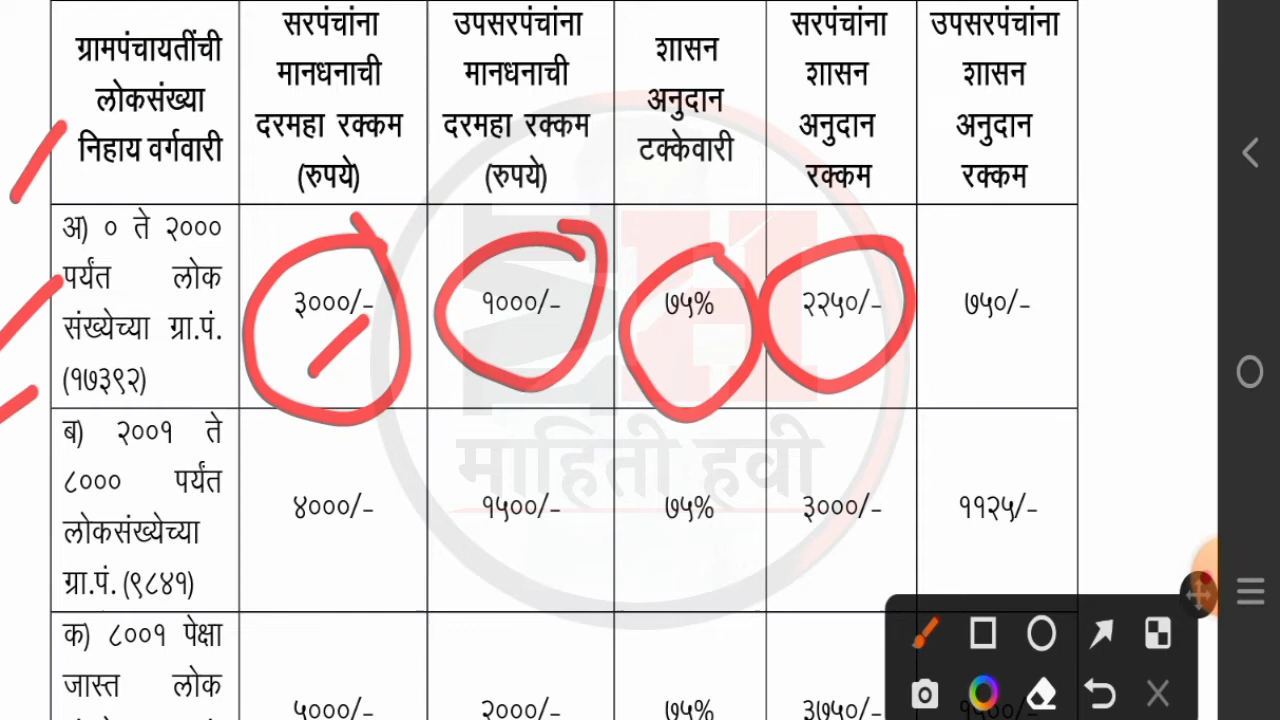 ग्रामपंचायतींची
लोकसंख्या
निहाय वर्गवारी
सरपंचांना
मानधनाची
दरमहा रक्कम
(रुपये)
उपसरपंचांना
मानधनाची
दरमहा रक्कम
(रुपये)
शासन
अनुदान
टक्केवारी
सरपंचांना
शासन
अनुदान
रक्कम
उपसरपंचांना
शासन
अनुदान
रक्कम
अ) ० ते २०००
पर्यंत लोक
संख्येच्या ग्रा.पं.
(१७३९२)
३०००/-
१०००/-
७५%
२२५०/-
७५०/-
ब) २००१ ते
८००० पर्यंत
लोकसंख्येच्या
ग्रा.पं. (९८४१)
४०००/-
१५००/-
७५%
३०००/-
११२५/-
क) ८००१ पेक्षा
जास्त लोक
५०००/-
२०००/-
७५%
३७५०/-
माहिती हवी